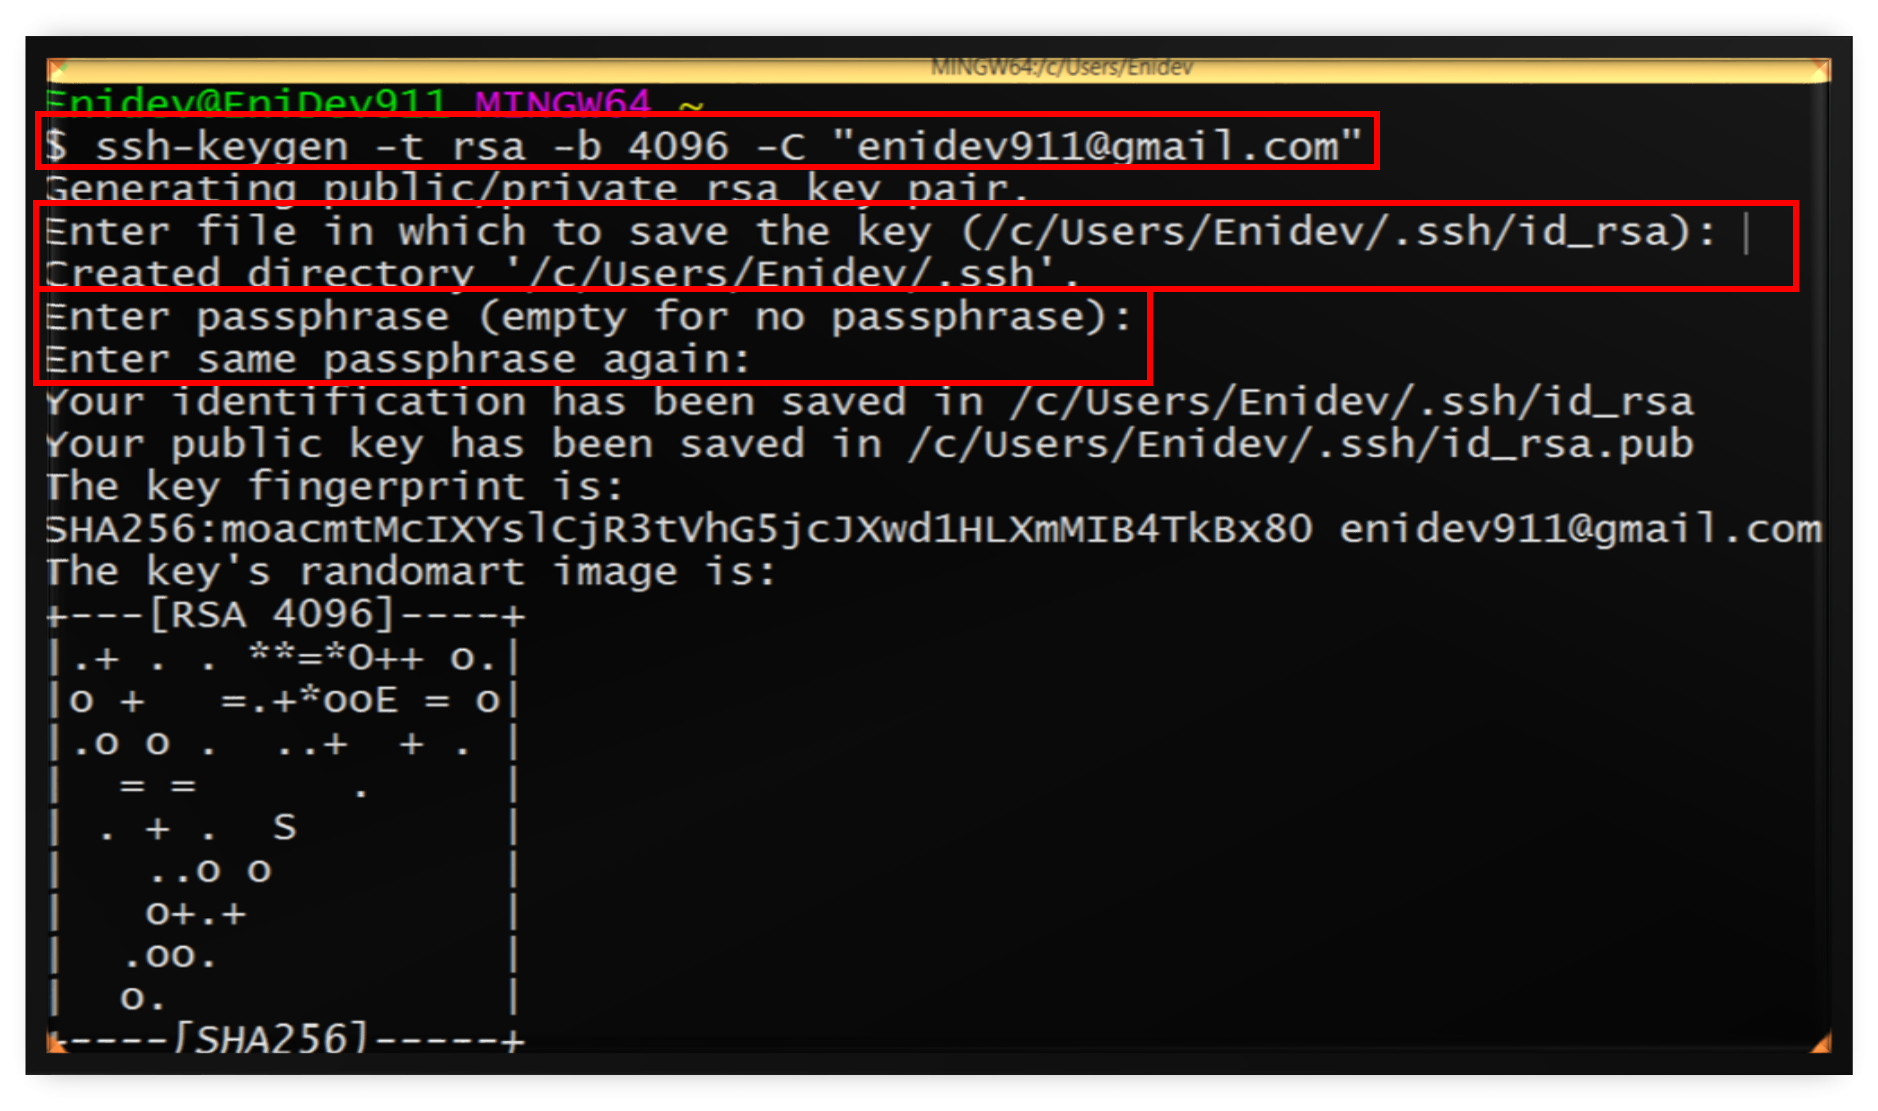 MINGW64:/c/Users/Enidev
Enidev@EniDev911 MINGW64 ~
$ ssh-keygen -t rsa -b 4096 -C "enidev911@gmail.com"
Generating public/private rsa key pair.
Enter file in which to save the key (/c/Users/Enidev/.ssh/id_rsa):
Created directory '/c/Users/Enidev/.ssh'.
Enter passphrase (empty for no passphrase):
Enter same passphrase again:
Your identification has been saved in /c/Users/Enidev/.ssh/id_rsa
Your public key has been saved in /c/Users/Enidev/.ssh/id_rsa.pub
The key fingerprint is:
SHA256:moacmtMcIXYslCjR3tVhG5jcJXwd1HLXmMIB4TkBx80 enidev911@gmail.com
The key's randomart image is:
+---[RSA 4096]----+
|.+ . . **=*O++ o.|
|o +   =.+*ooE = o|
|.o o .  ..+  + . |
|  = =      .     |
| . + .  S        |
|   ..o o         |
|   o+.+          |
|  .oo.           |
|  o.             |
+----[SHA256]-----+